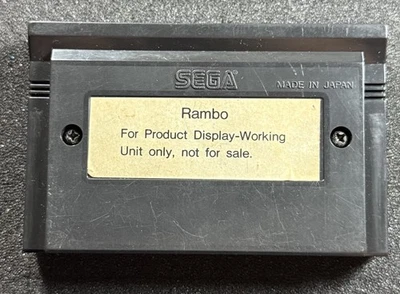 SEGA
MADE IN JAPAN
Rambo
For Product Display-Working
Unit only, not for sale.